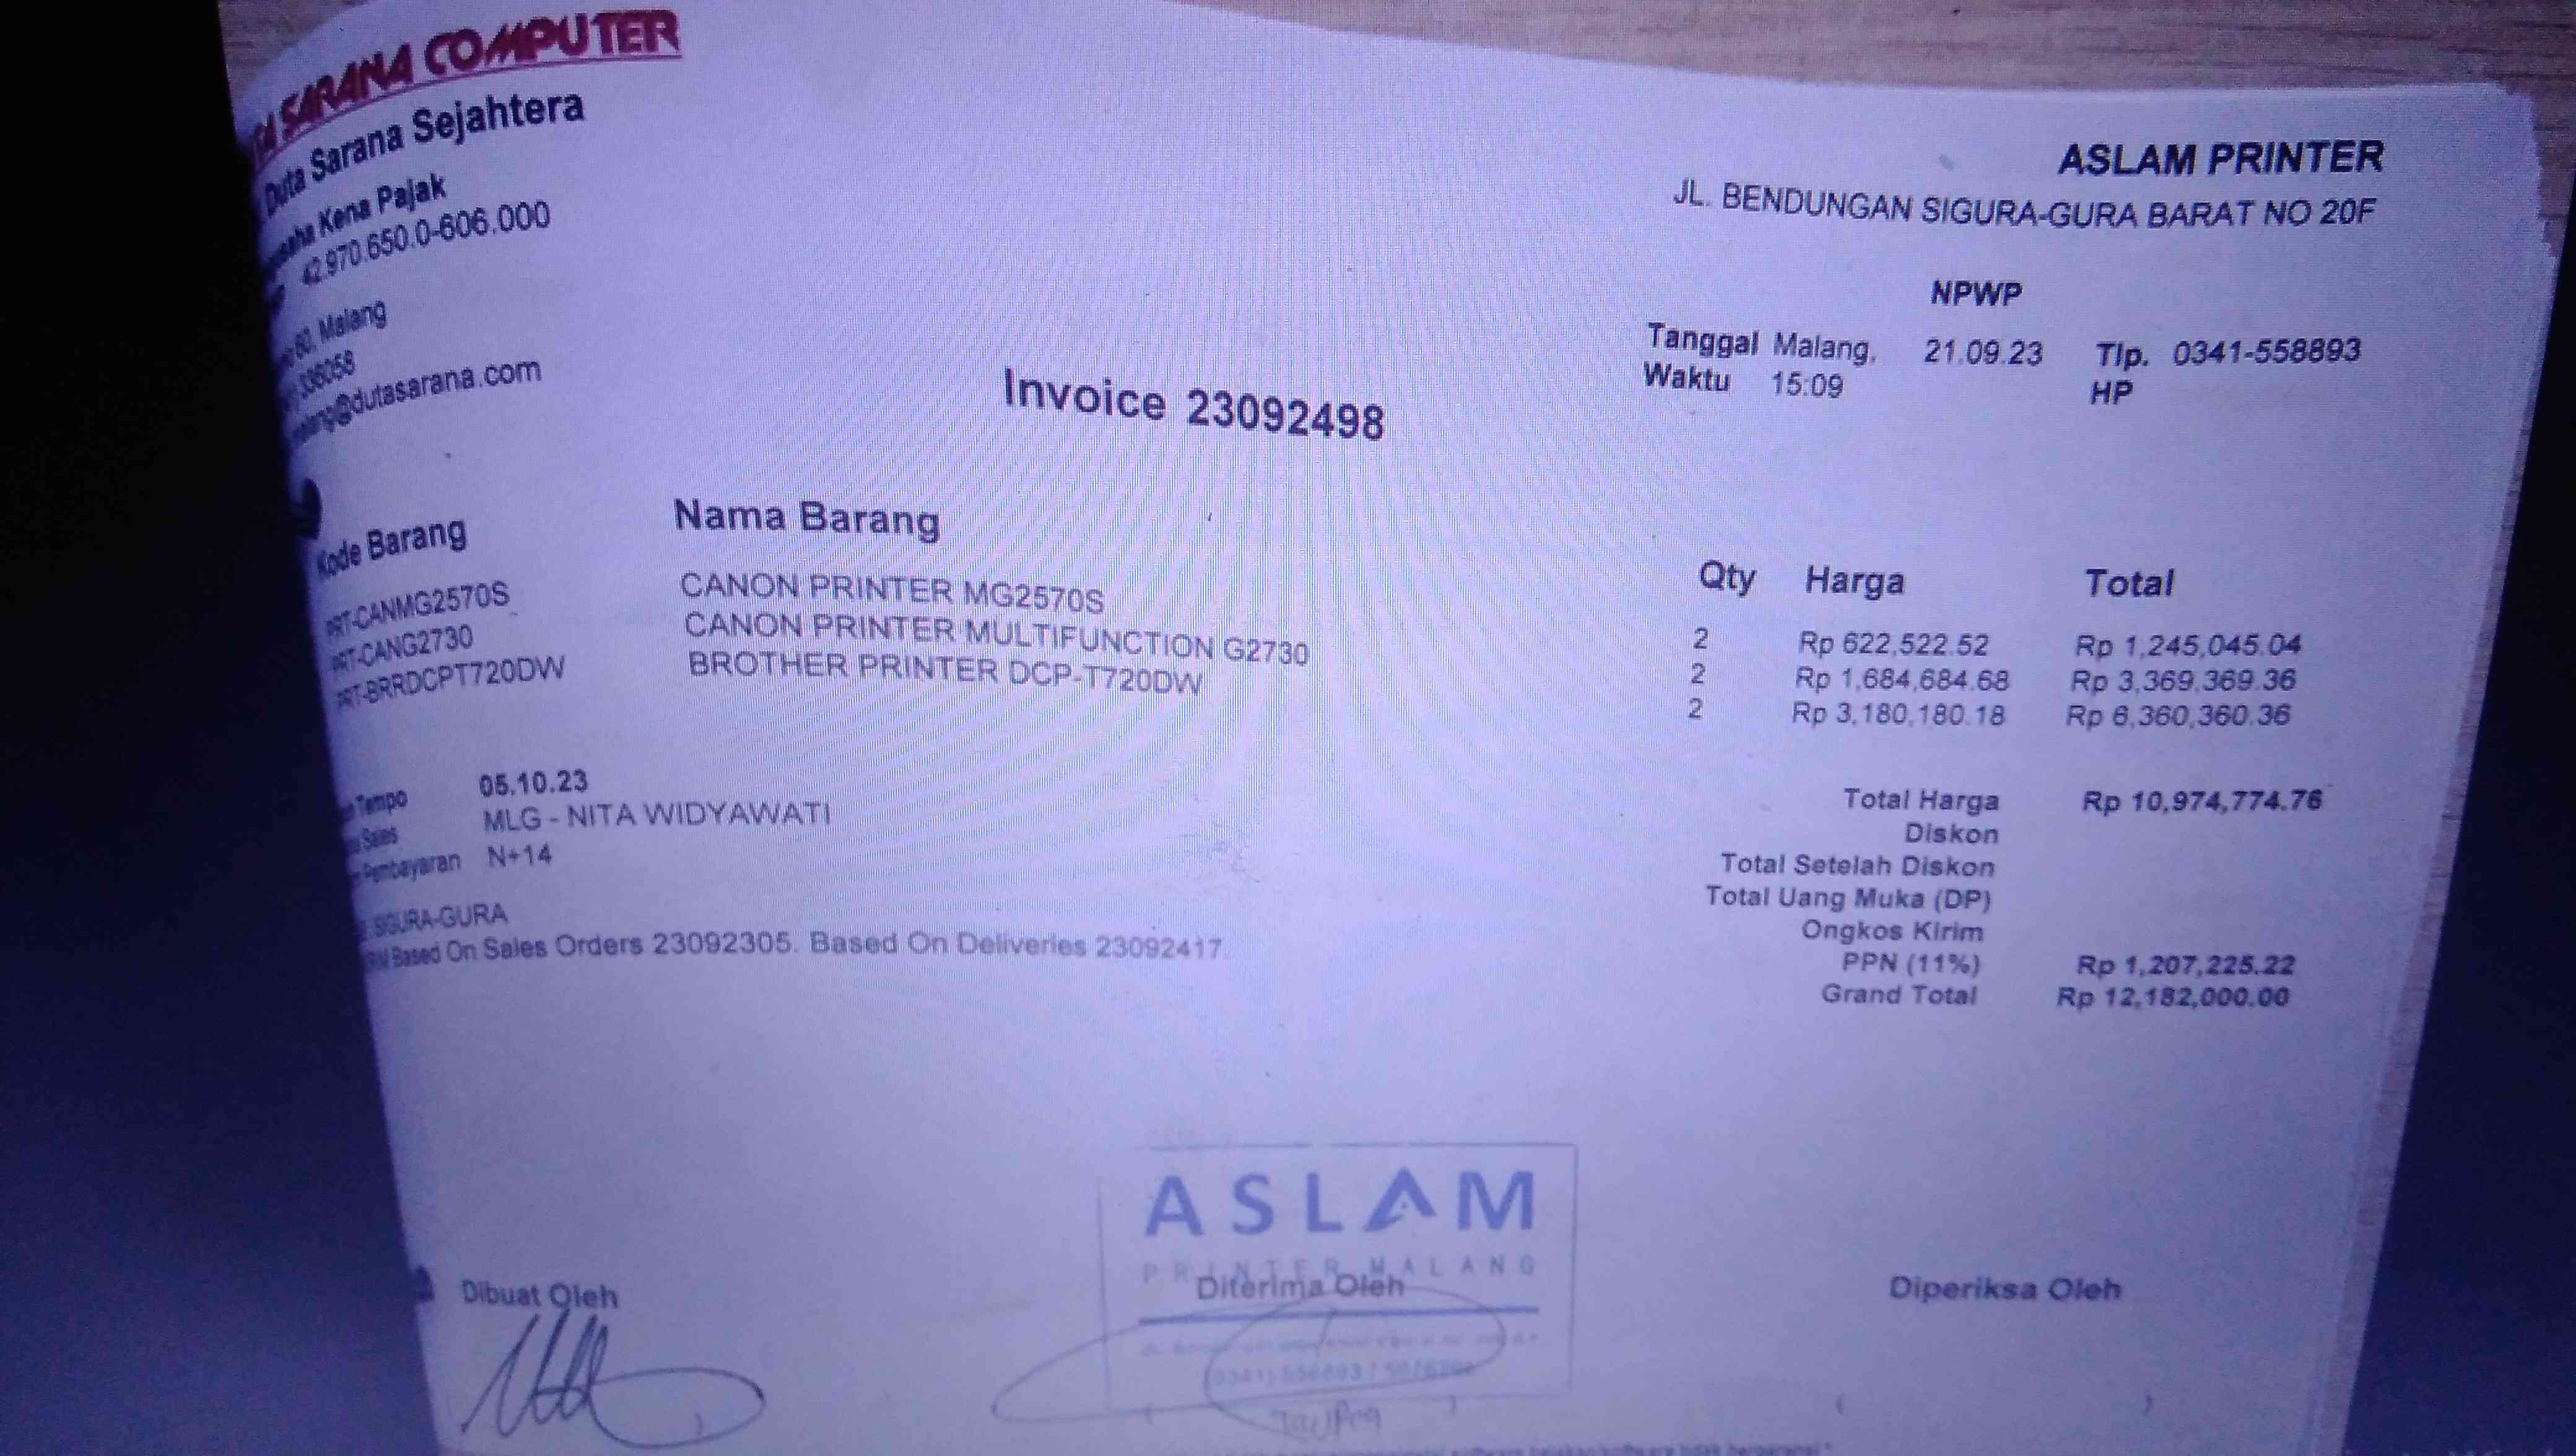 SARANA COMPUTER
Duta Sarana Sejahtera
Kena Pajak
42.970.650.0-606.000
60, Malang
336058
malang@dutasarana.com
ASLAM PRINTER
JL. BENDUNGAN SIGURA-GURA BARAT NO 20F
NPWP
Tanggal Malang, 21.09.23 Tlp. 0341-558893
Waktu 15:09 HP
Invoice 23092498
Kode Barang Nama Barang Qty Harga Total
PRT-CANMG2570S CANON PRINTER MG2570S 2 Rp 622,522.52 Rp 1,245,045.04
PRT-CANG2730 CANON PRINTER MULTIFUNCTION G2730 2 Rp 1,684,684.68 Rp 3,369,369.36
PRT-BRRDCPT720DW BROTHER PRINTER DCP-T720DW 2 Rp 3,180,180.18 Rp 6,360,360.36
Tempo 05.10.23
Sales MLG - NITA WIDYAWATI
Pembayaran N+14
SIGURA-GURA
Based On Sales Orders 23092305. Based On Deliveries 23092417.
Total Harga Rp 10,974,774.76
Diskon
Total Setelah Diskon
Total Uang Muka (DP)
Ongkos Kirim
PPN (11%) Rp 1,207,225.22
Grand Total Rp 12,182,000.00
ASLAM
PRINTER MALANG
Dibuat Oleh Diterima Oleh Diperiksa Oleh